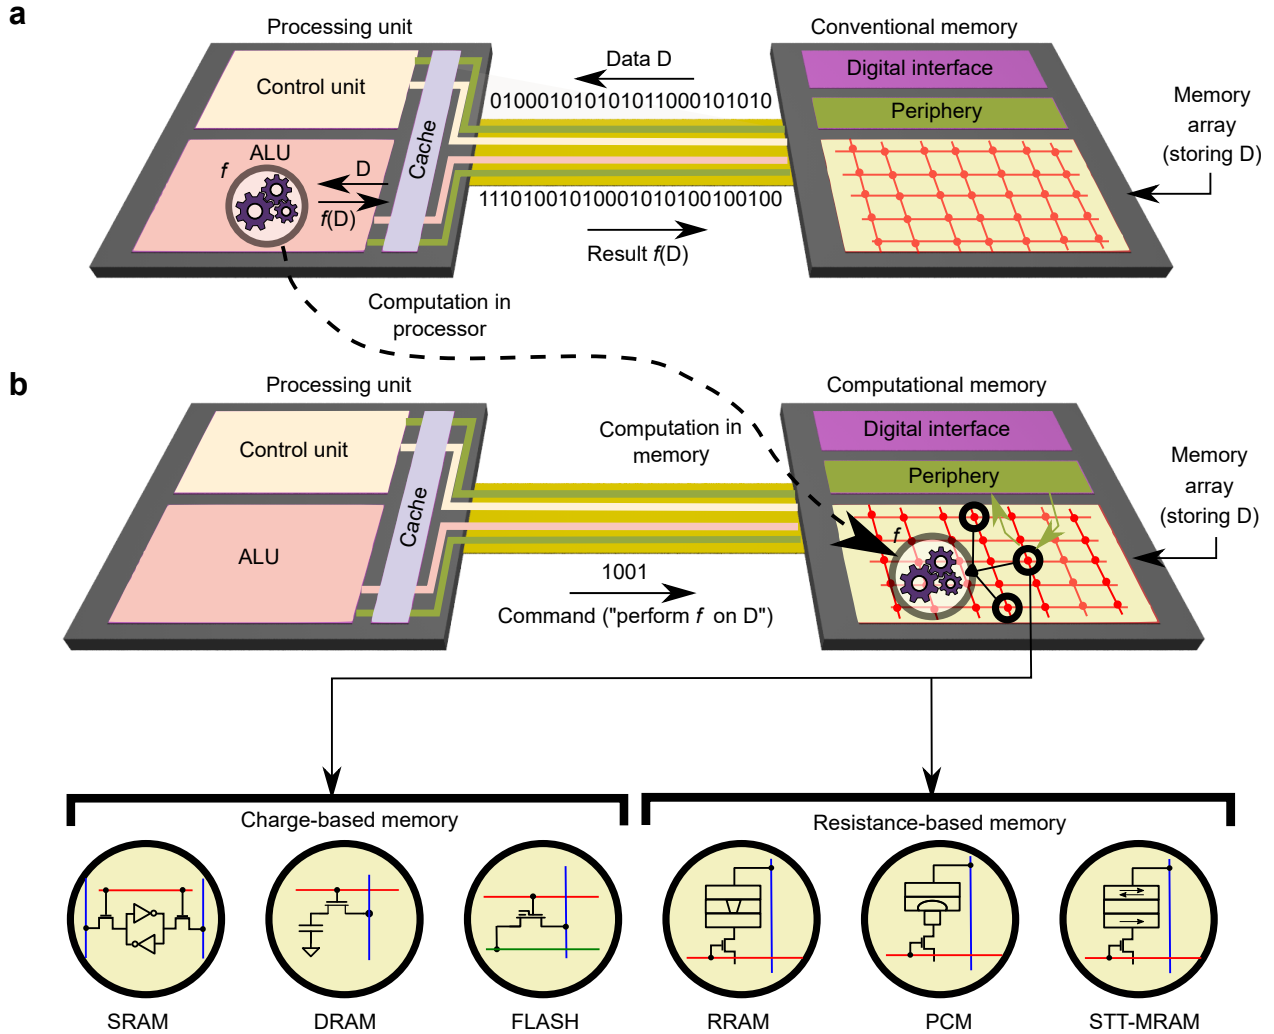 a
Processing unit
Conventional memory
Control unit
Cache
ALU
f
D
f(D)
Data D
010001010101011000101010
1110100101000101010010010​0
Result f(D)
Digital interface
Periphery
Memory
array
(storing D)
Computation in
processor
b
Processing unit
Computational memory
Control unit
Cache
ALU
Computation in
memory
1001
Command ("perform f on D")
Digital interface
Periphery
f
Memory
array
(storing D)
Charge-based memory
Resistance-based memory
SRAM
DRAM
FLASH
RRAM
PCM
STT-MRAM